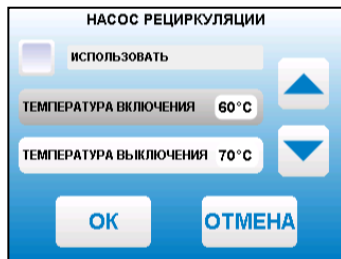 НАСОС РЕЦИРКУЛЯЦИИ
ИСПОЛЬЗОВАТЬ
ТЕМПЕРАТУРА ВКЛЮЧЕНИЯ 60°C
ТЕМПЕРАТУРА ВЫКЛЮЧЕНИЯ 70°C
ОК ОТМЕНА